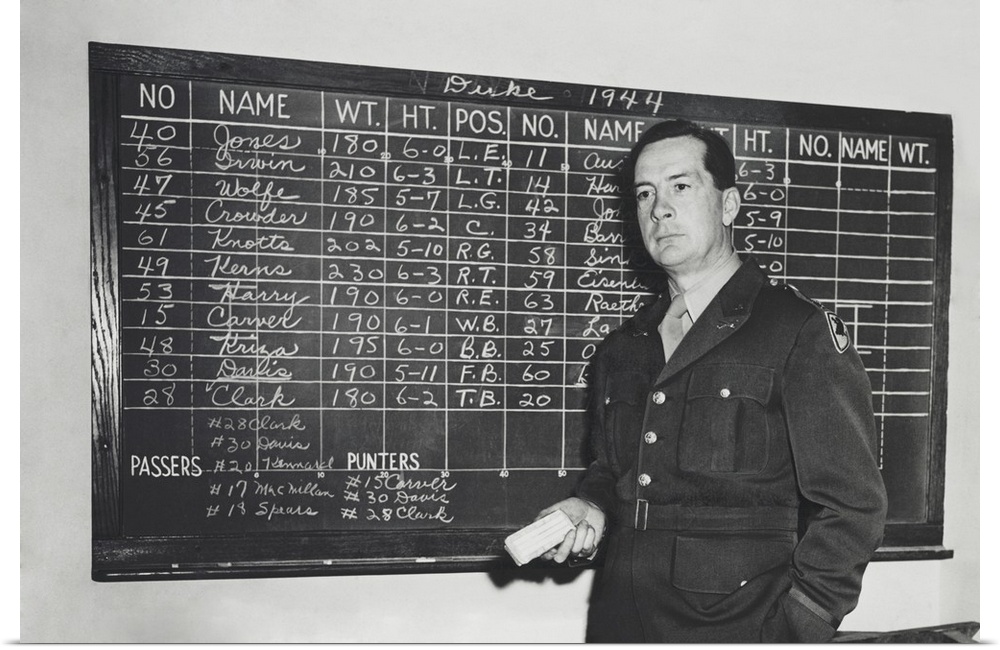 Duke 1944
NO NAME WT. HT. POS. NO. NAME HT. NO. NAME WT.
40 Jones 180 6-0 L.E. 11 6-3
56 Irwin 210 6-3 L.T. 14 6-0
47 Wolfe 185 5-7 L.G. 42 5-9
45 Crowder 190 6-2 C. 34 5-10
61 Knotts 202 5-10 R.G. 58
49 Kerns 230 6-3 R.T. 59
53 Harry 190 6-0 R.E. 63
15 Carver 190 6-1 W.B. 27
48 Kriza 195 6-0 B.B. 25
30 Davis 190 5-11 F.B. 60
28 Clark 180 6-2 T.B. 20
#28 Clark
#30 Davis
PASSERS #20 Kennard PUNTERS
#17 MacMillan #15 Carver
#18 Spears #30 Davis
#28 Clark